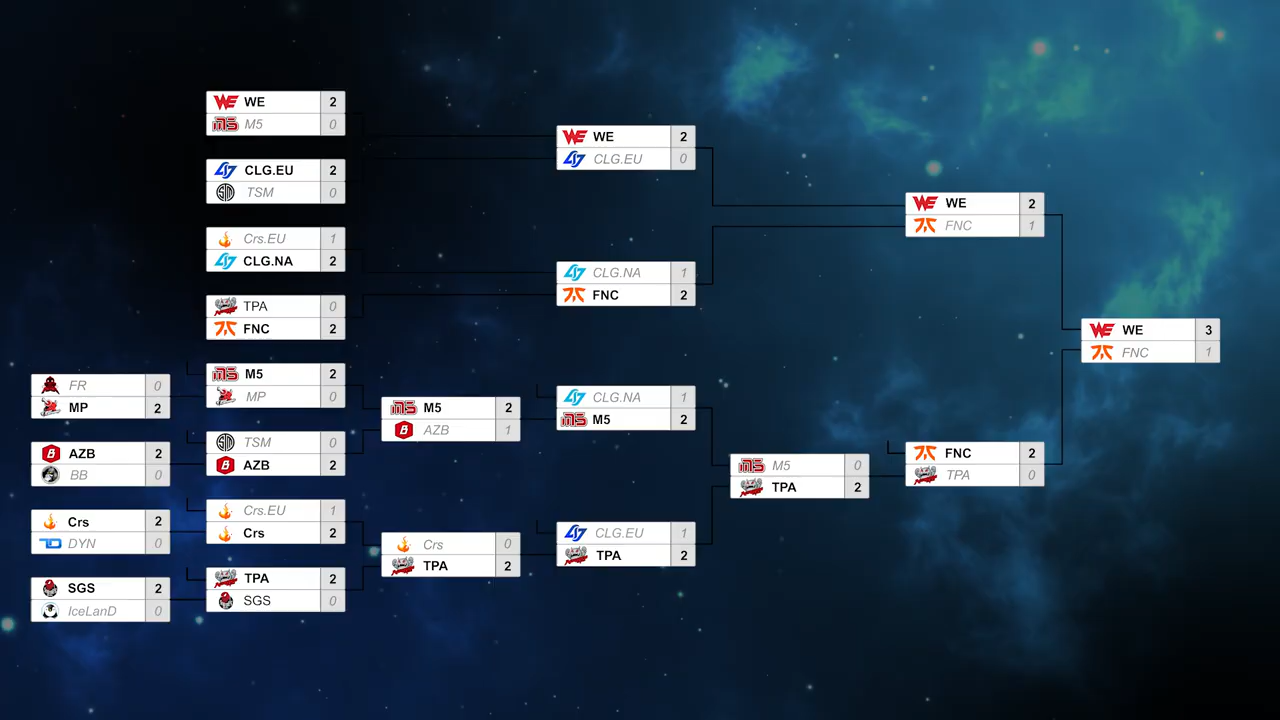 WE 2
M5 0
CLG.EU 2
TSM 0
Crs.EU 1
CLG.NA 2
TPA 0
FNC 2
WE 2
CLG.EU 0
CLG.NA 1
FNC 2
WE 2
FNC 1
WE 3
FNC 1
FR 0
MP 2
AZB 2
BB 0
Crs 2
DYN 0
SGS 2
IceLanD 0
M5 2
MP 0
TSM 0
AZB 2
Crs.EU 1
Crs 2
TPA 2
SGS 0
M5 2
AZB 1
Crs 0
TPA 2
CLG.NA 1
M5 2
CLG.EU 1
TPA 2
M5 0
TPA 2
FNC 2
TPA 0